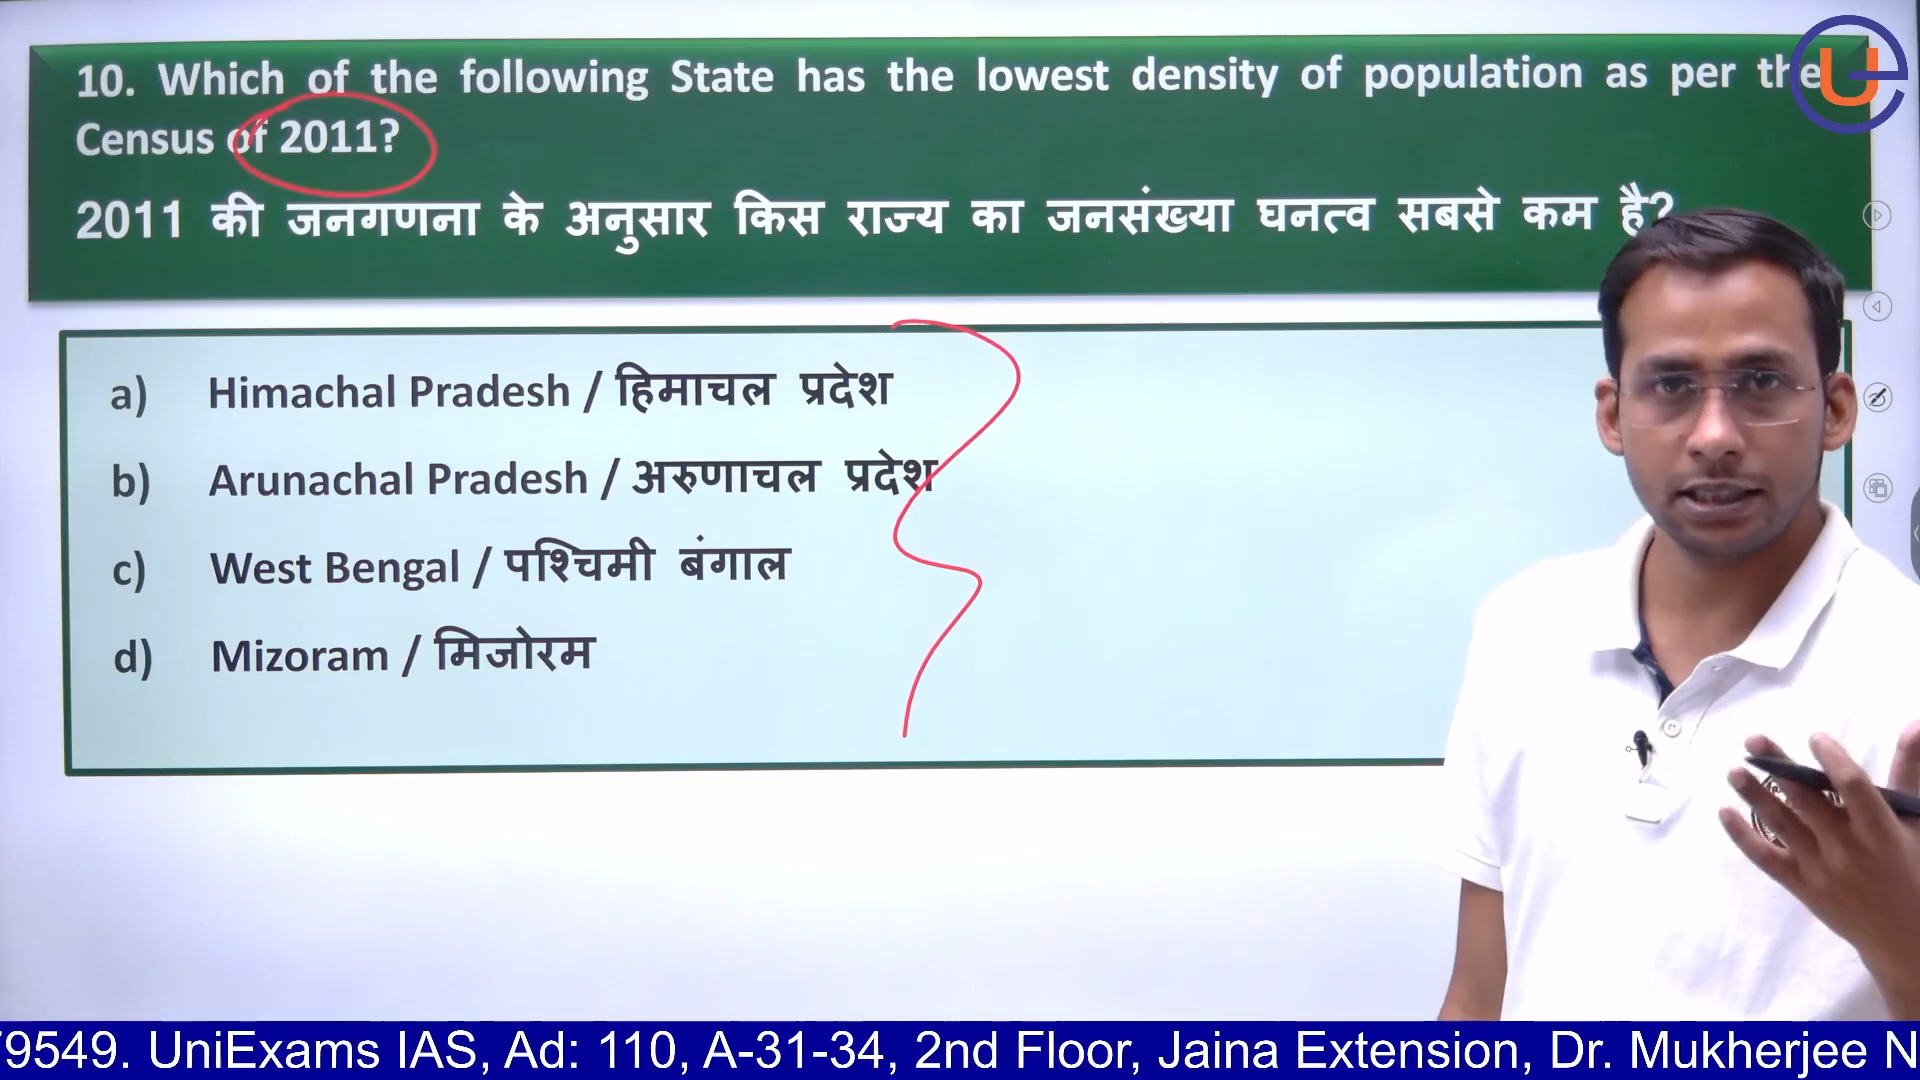 10. Which of the following State has the lowest density of population as per the
Census of 2011?
2011 की जनगणना के अनुसार किस राज्य का जनसंख्या घनत्व सबसे कम है?
a) Himachal Pradesh / हिमाचल प्रदेश
b) Arunachal Pradesh / अरुणाचल प्रदेश
c) West Bengal / पश्चिमी बंगाल
d) Mizoram / मिजोरम
79549. UniExams IAS, Ad: 110, A-31-34, 2nd Floor, Jaina Extension, Dr. Mukherjee N